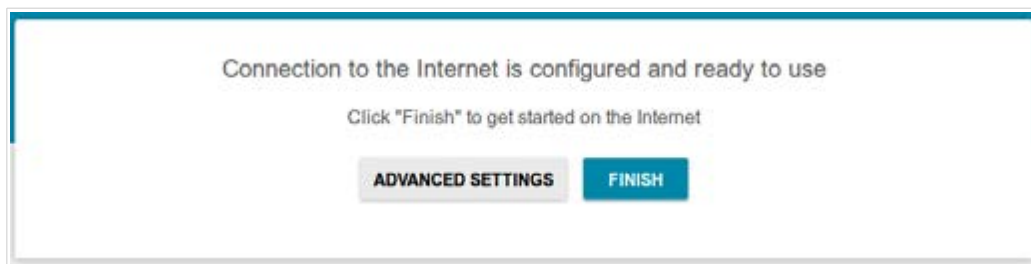 Connection to the Internet is configured and ready to use
Click "Finish" to get started on the Internet
ADVANCED SETTINGS FINISH